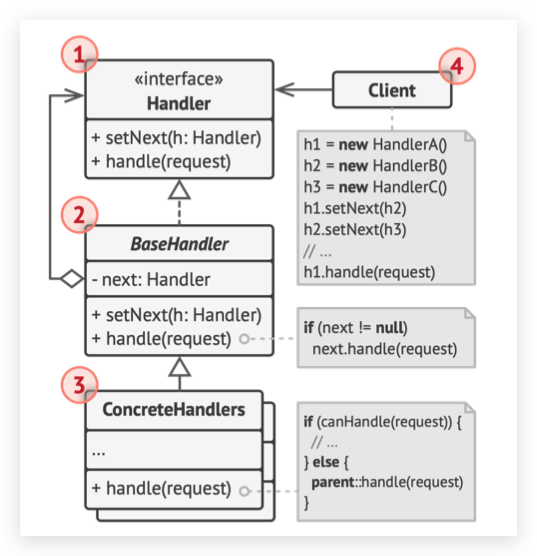 1
«interface»
Handler
+ setNext(h: Handler)
+ handle(request)
4
Client
h1 = new HandlerA()
h2 = new HandlerB()
h3 = new HandlerC()
h1.setNext(h2)
h2.setNext(h3)
// ...
h1.handle(request)
2
BaseHandler
- next: Handler
+ setNext(h: Handler)
+ handle(request)
if (next != null)
next.handle(request)
3
ConcreteHandlers
...
+ handle(request)
if (canHandle(request)) {
// ...
} else {
parent::handle(request)
}